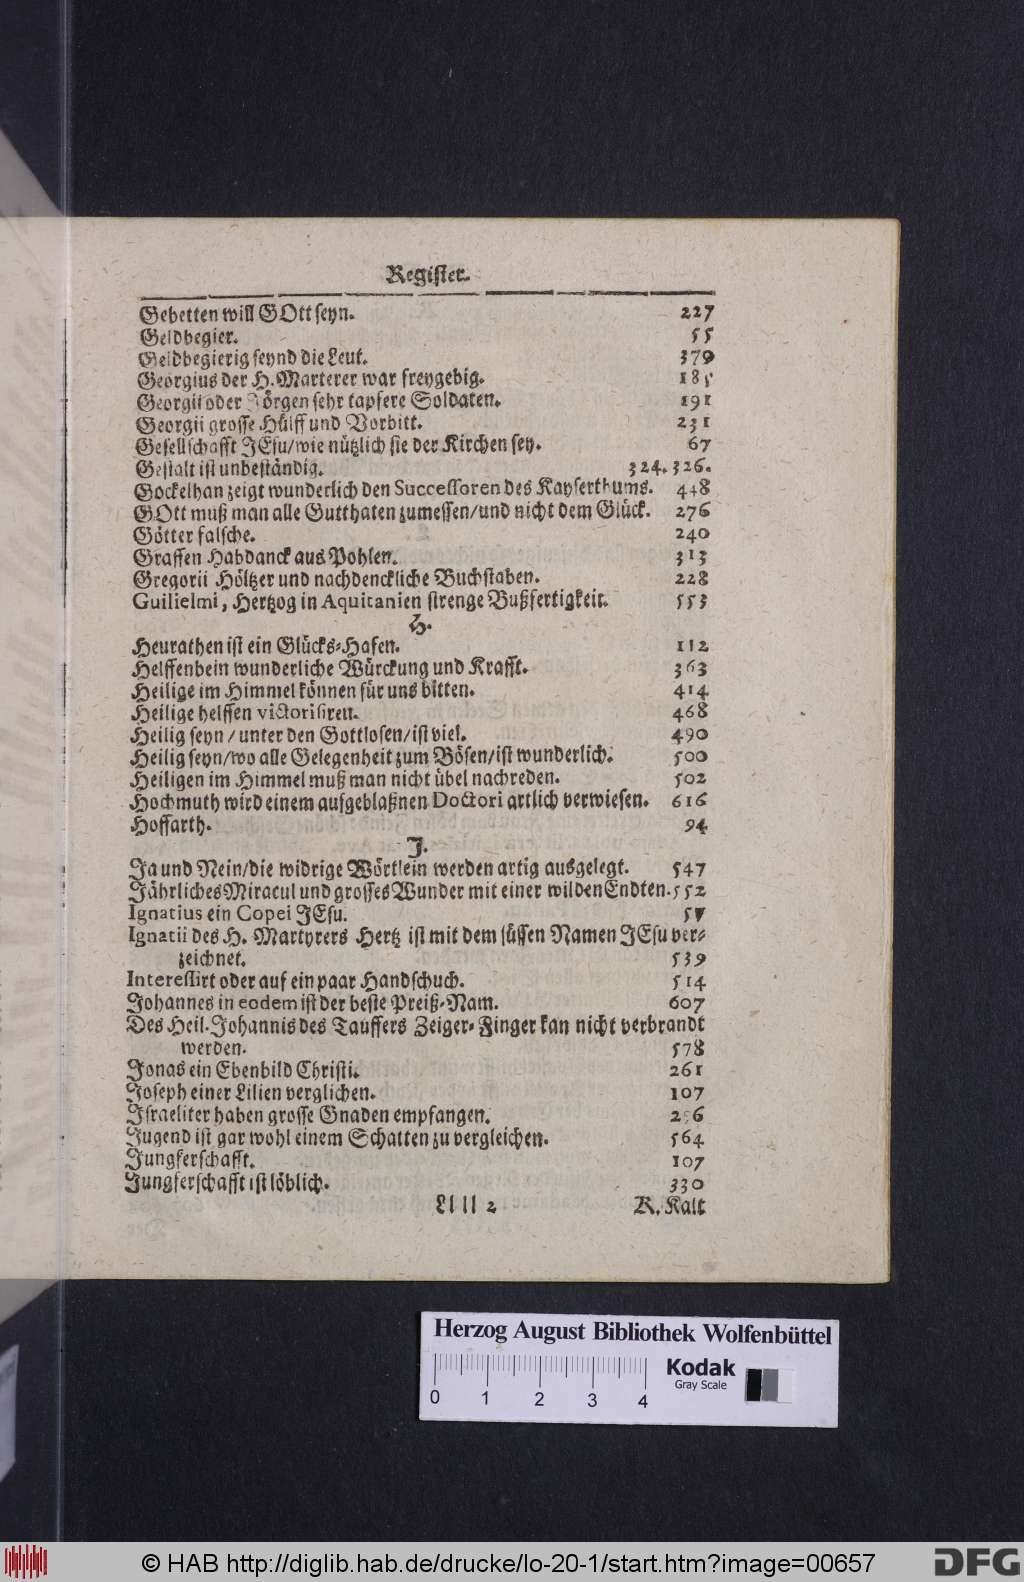 Register.
Gebetten will GOtt seyn. 227
Geldbegier. 55
Geldbegierig seynd die Leut. 379
Georgius der H. Marterer war freygebig. 185
Georgii oder Jörgen sehr tapfere Soldaten. 191
Georgii grosse Hülff und Vorbitt. 231
Gesellschafft JEsu/wie nützlich sie der Kirchen sey. 67
Gestalt ist unbeständig. 324. 326.
Gockelhan zeigt wunderlich den Successoren des Kayserthums. 448
GOtt muß man alle Gutthaten zumessen/und nicht dem Glück. 276
Götter falsche. 240
Graffen Habdanck aus Pohlen. 313
Gregorii Höltzer und nachdenckliche Buchstaben. 228
Guilielmi, Hertzog in Aquitanien strenge Bußfertigkeit. 553
H.
Heurathen ist ein Glücks-Hafen. 112
Helffenbein wunderliche Würckung und Krafft. 363
Heilige im Himmel können für uns bitten. 414
Heilige helffen victorisiren. 468
Heilig seyn/unter den Gottlosen/ist viel. 490
Heilig seyn/wo alle Gelegenheit zum Bösen/ist wunderlich. 500
Heiligen im Himmel muß man nicht übel nachreden. 502
Hochmuth wird einem aufgeblaßnen Doctori artlich verwiesen. 616
Hoffarth. 94
J.
Ja und Nein/die widrige Wörtlein werden artig ausgelegt. 547
Jährliches Miracul und grosses Wunder mit einer wilden Endten. 552
Ignatius ein Copei JEsu. 57
Ignatii des H. Martyrers Hertz ist mit dem süssen Namen JEsu ver-
zeichnet. 539
Interessirt oder auf ein paar Handschuch. 514
Johannes in eodem ist der beste Preiß-Nam. 607
Des Heil. Johannis des Tauffers Zeiger-Finger kan nicht verbrandt
werden. 578
Jonas ein Ebenbild Christi. 261
Joseph einer Lilien verglichen. 107
Israeliter haben grosse Gnaden empfangen.
Jugend ist gar wohl einem Schatten zu vergleichen. 564
Jungferschafft. 107
Jungferschafft ist löblich. 330
Ll ll 2 K. Kalt
Herzog August Bibliothek Wolfenbüttel
Kodak
Gray Scale
0 1 2 3 4
© HAB http://diglib.hab.de/drucke/lo-20-1/start.htm?image=00657
DFG